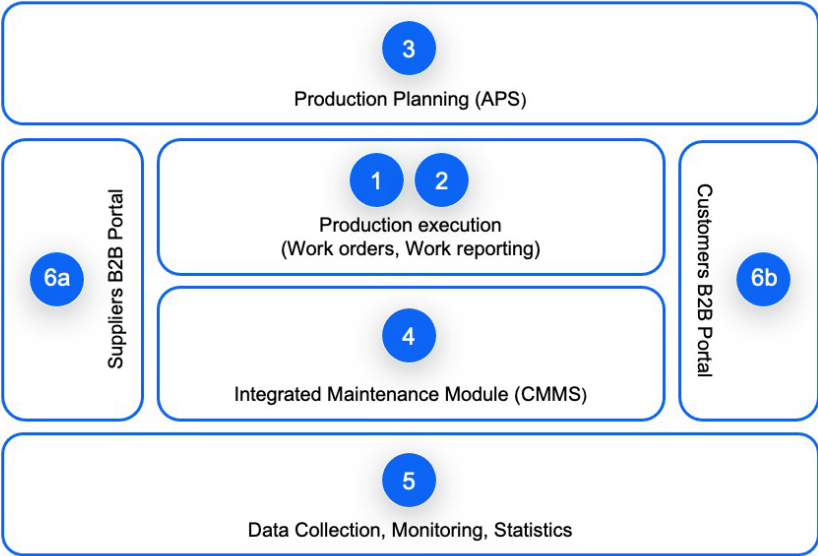 3
Production Planning (APS)
6a
Suppliers B2B Portal
1 2
Production execution
(Work orders, Work reporting)
4
Integrated Maintenance Module (CMMS)
Customers B2B Portal
6b
5
Data Collection, Monitoring, Statistics